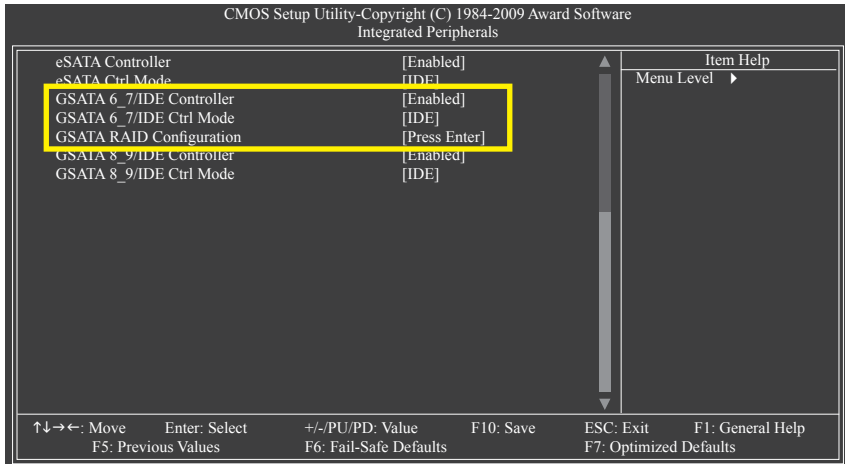 CMOS Setup Utility-Copyright (C) 1984-2009 Award Software
Integrated Peripherals
eSATA Controller [Enabled]
eSATA Ctrl Mode [IDE]
GSATA 6_7/IDE Controller [Enabled]
GSATA 6_7/IDE Ctrl Mode [IDE]
GSATA RAID Configuration [Press Enter]
GSATA 8_9/IDE Controller [Enabled]
GSATA 8_9/IDE Ctrl Mode [IDE]
Item Help
Menu Level
↑↓→←: Move Enter: Select +/-/PU/PD: Value F10: Save ESC: Exit F1: General Help
F5: Previous Values F6: Fail-Safe Defaults F7: Optimized Defaults